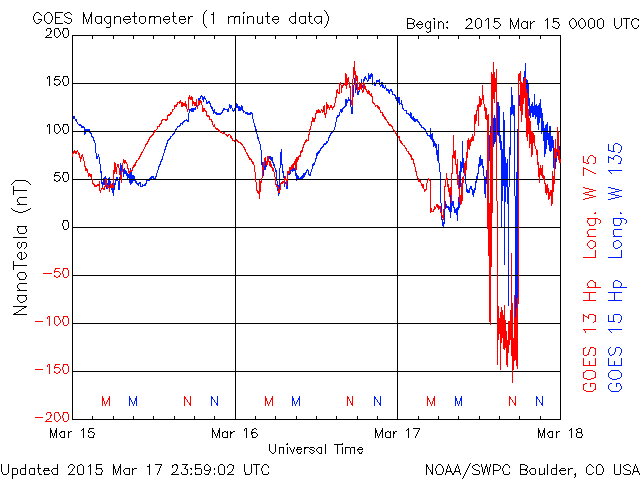 GOES Magnetometer (1 minute data)
Begin: 2015 Mar 15 0000 UTC
NanoTesla (nT)
200
150
100
50
0
−50
−100
−150
−200
M M N N M M N N M M N N
Mar 15 Mar 16 Mar 17 Mar 18
Universal Time
GOES 13 Hp Long. W 75
GOES 15 Hp Long. W 135
Updated 2015 Mar 17 23:59:02 UTC
NOAA/SWPC Boulder, CO USA